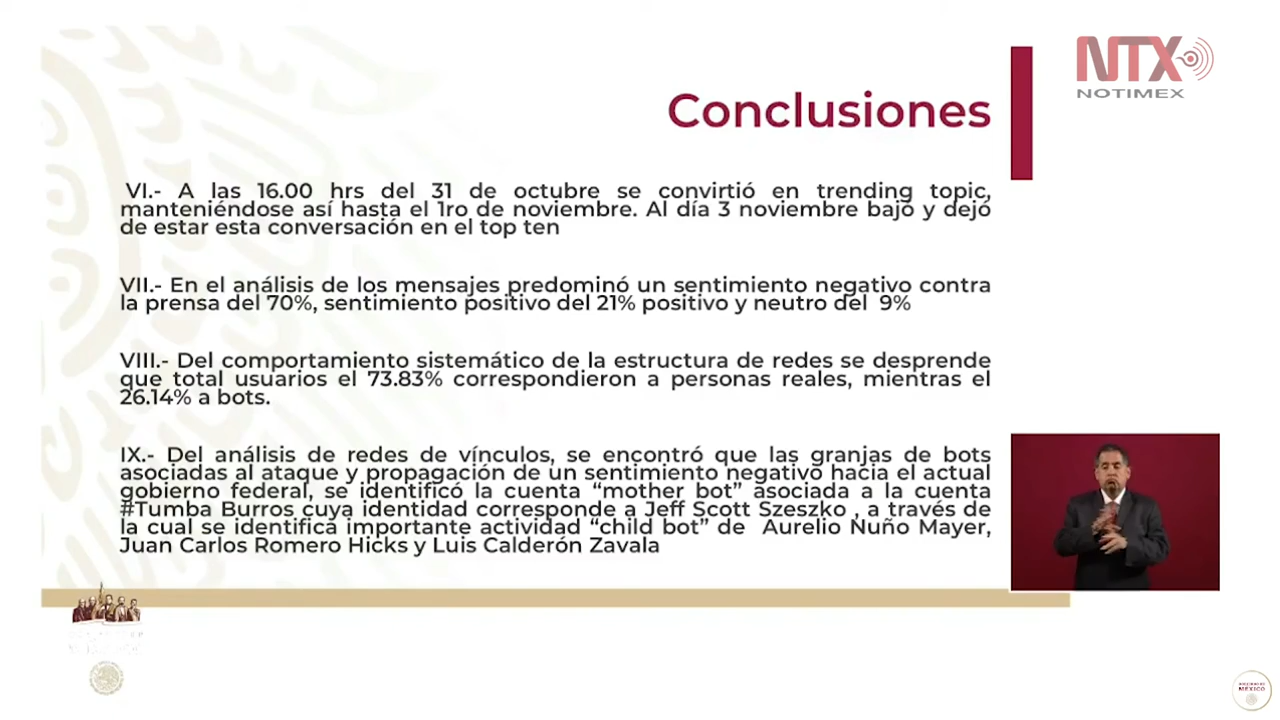 NTX
NOTIMEX
Conclusiones
VI.- A las 16.00 hrs del 31 de octubre se convirtió en trending topic,
manteniéndose así hasta el 1ro de noviembre. Al día 3 noviembre bajó y dejó
de estar esta conversación en el top ten
VII.- En el análisis de los mensajes predominó un sentimiento negativo contra
la prensa del 70%, sentimiento positivo del 21% positivo y neutro del 9%
VIII.- Del comportamiento sistemático de la estructura de redes se desprende
que total usuarios el 73.83% correspondieron a personas reales, mientras el
26.14% a bots.
IX.- Del análisis de redes de vínculos, se encontró que las granjas de bots
asociadas al ataque y propagación de un sentimiento negativo hacia el actual
gobierno federal, se identificó la cuenta “mother bot” asociada a la cuenta
#Tumba Burros cuya identidad corresponde a Jeff Scott Szeszko , a través de
la cual se identifica importante actividad “child bot” de Aurelio Nuño Mayer,
Juan Carlos Romero Hicks y Luis Calderón Zavala
GOBIERNO DE
MÉXICO